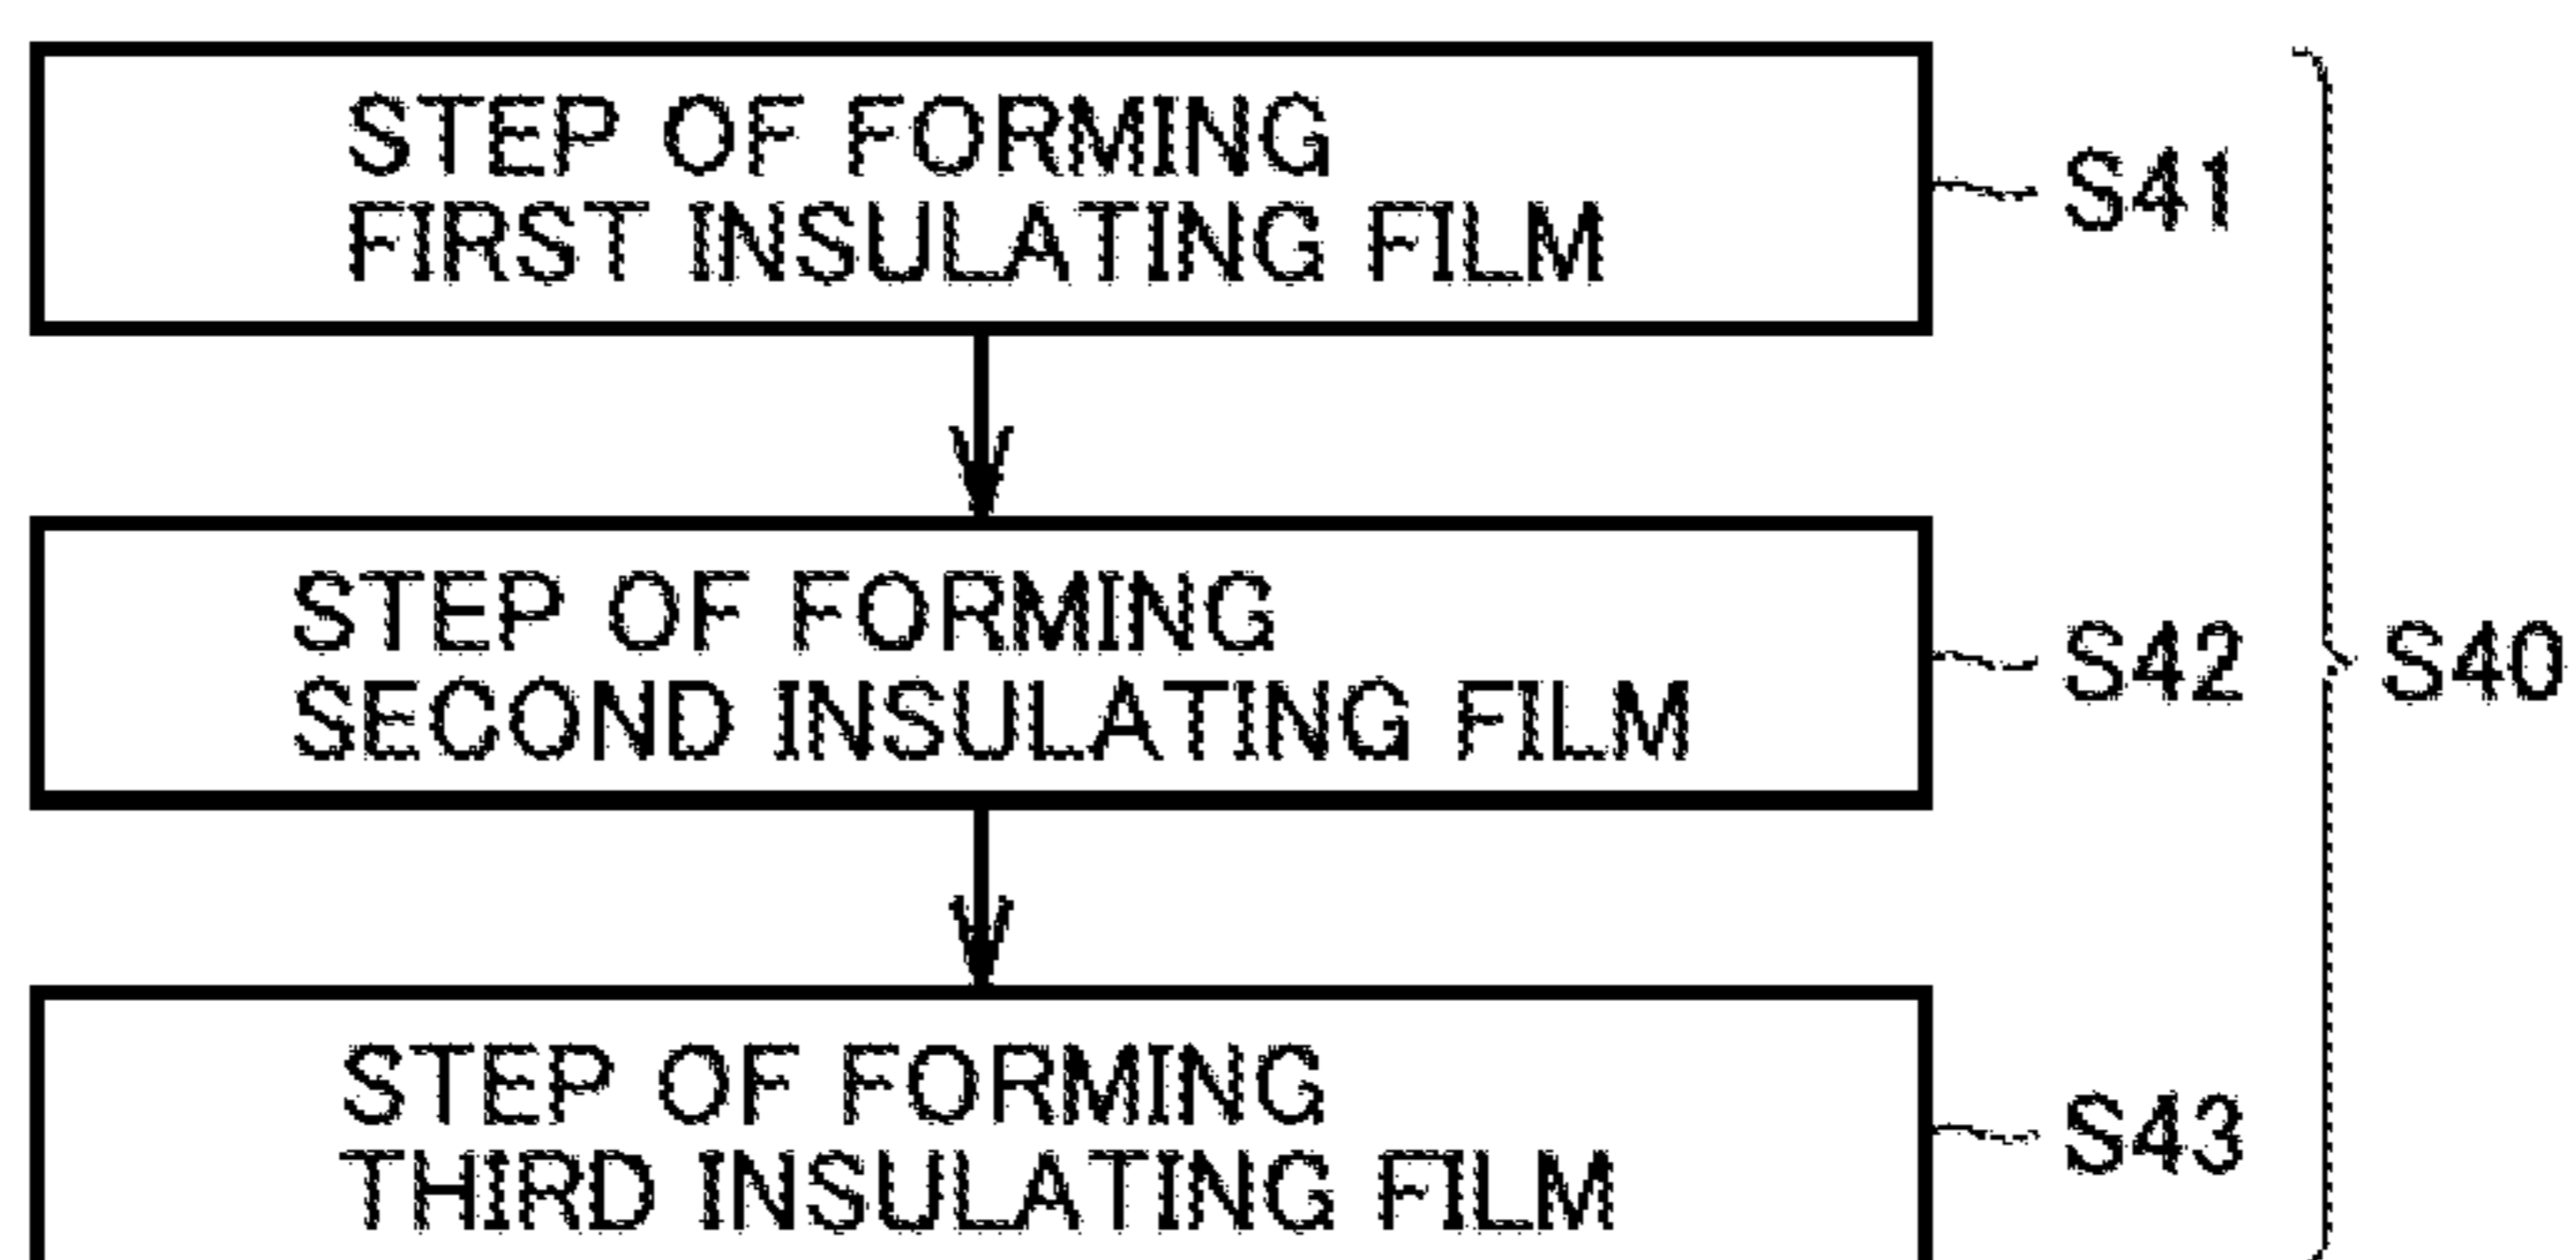 STEP OF FORMING
FIRST INSULATING FILM
S41
STEP OF FORMING
SECOND INSULATING FILM
S42
S40
STEP OF FORMING
THIRD INSULATING FILM
S43